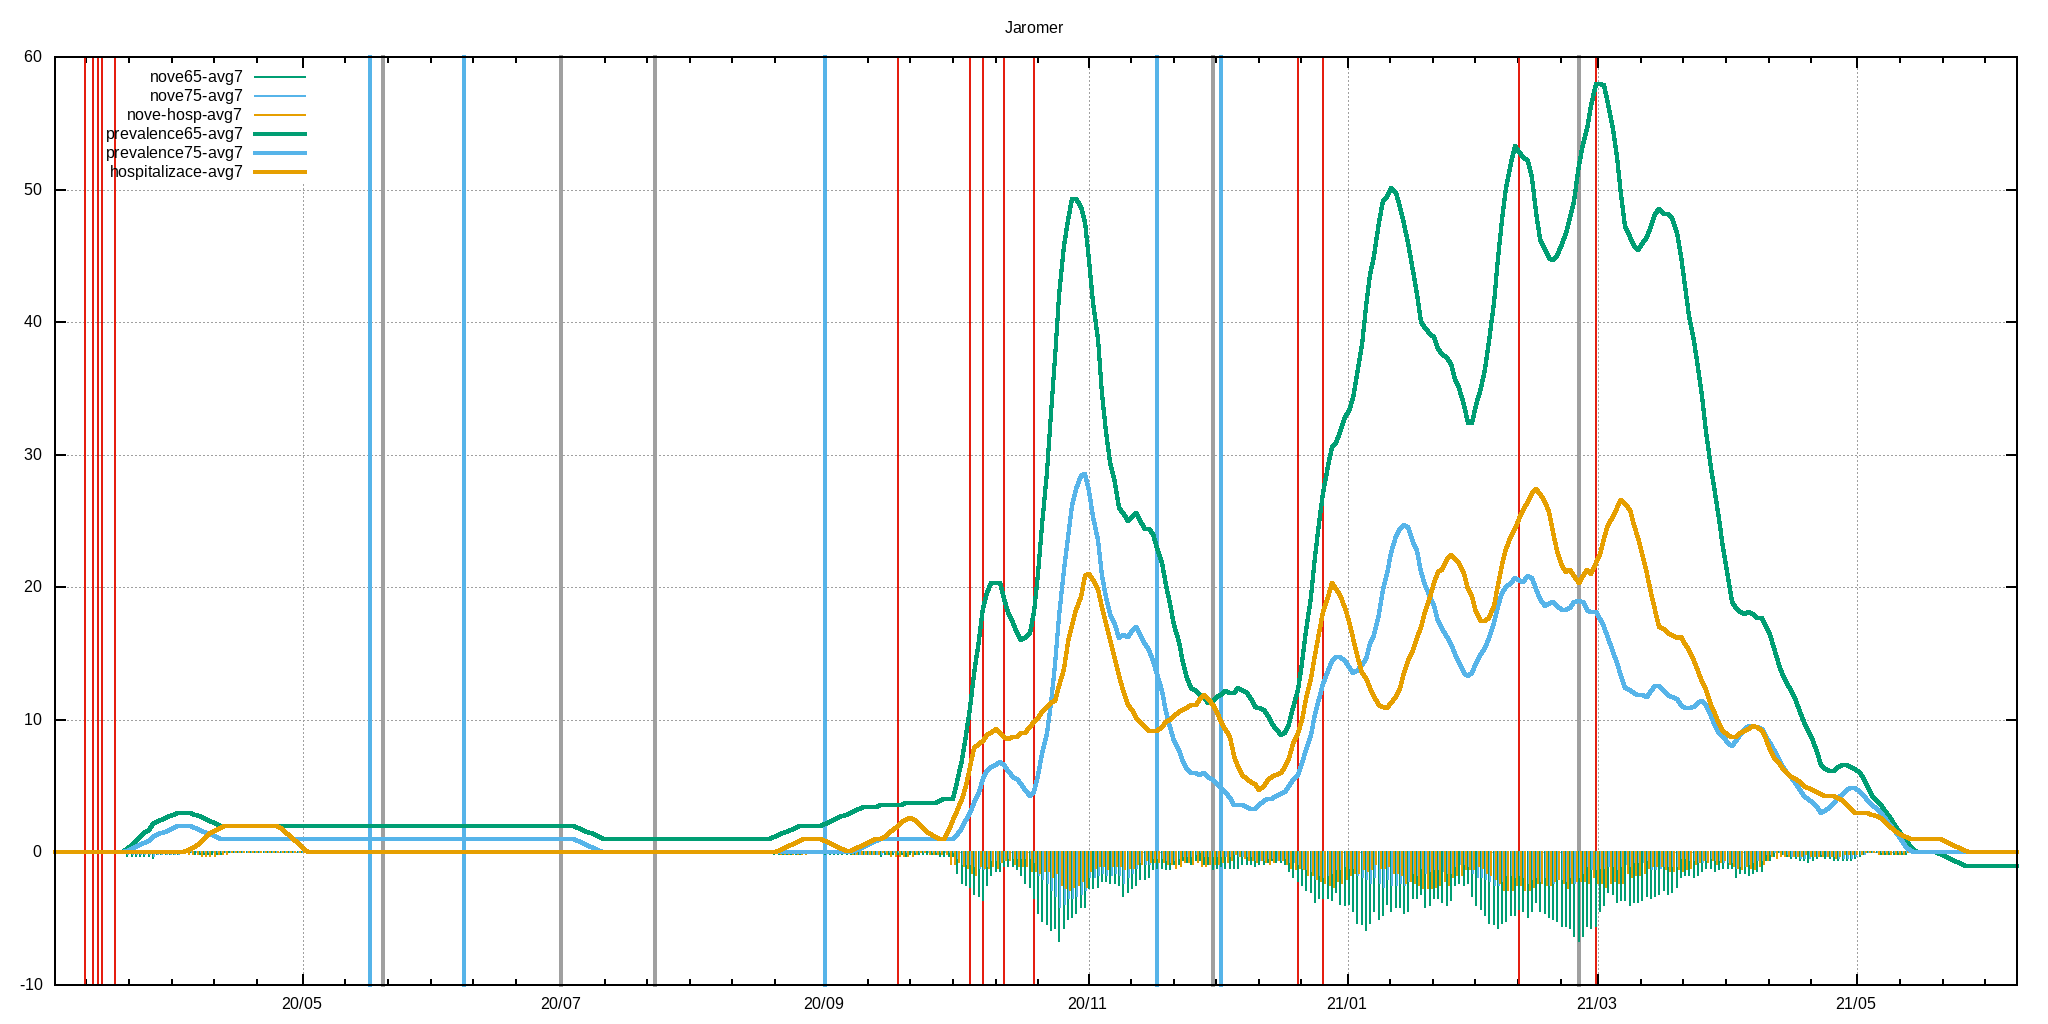 Jaromer
60
nove65-avg7
nove75-avg7
nove-hosp-avg7
prevalence65-avg7
prevalence75-avg7
hospitalizace-avg7
50
40
30
20
10
0
-10
20/05 20/07 20/09 20/11 21/01 21/03 21/05